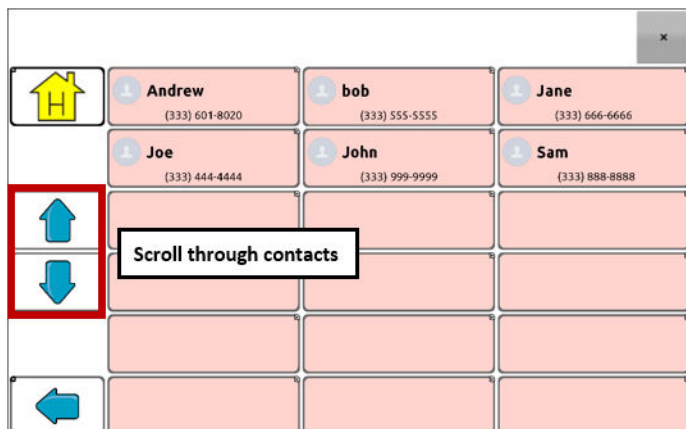 ×
H
Andrew
(333) 601-8020
bob
(333) 555-5555
Jane
(333) 666-6666
Joe
(333) 444-4444
John
(333) 999-9999
Sam
(333) 888-8888
Scroll through contacts